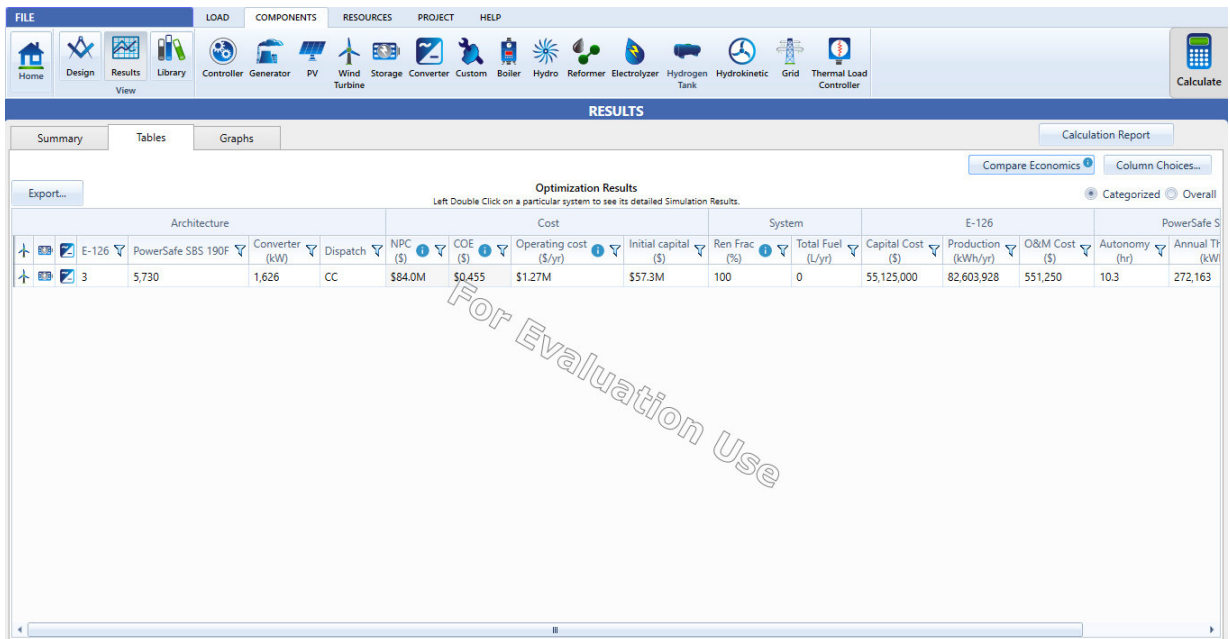 FILE LOAD COMPONENTS RESOURCES PROJECT HELP
Home Design Results Library Controller Generator PV Wind Turbine Storage Converter Custom Boiler Hydro Reformer Electrolyzer Hydrogen Tank Hydrokinetic Grid Thermal Load Controller Calculate
View
RESULTS
Summary Tables Graphs Calculation Report
Compare Economics Column Choices...
Export... Optimization Results Categorized Overall
Left Double Click on a particular system to see its detailed Simulation Results.
Architecture Cost System E-126 PowerSafe S
E-126 PowerSafe SBS 190F Converter (kW) Dispatch NPC ($) COE ($) Operating cost ($/yr) Initial capital ($) Ren Frac (%) Total Fuel (L/yr) Capital Cost ($) Production (kWh/yr) O&M Cost ($) Autonomy (hr) Annual Th (kW
3 5,730 1,626 CC $84.0M $0.455 $1.27M $57.3M 100 0 55,125,000 82,603,928 551,250 10.3 272,163
For Evaluation Use